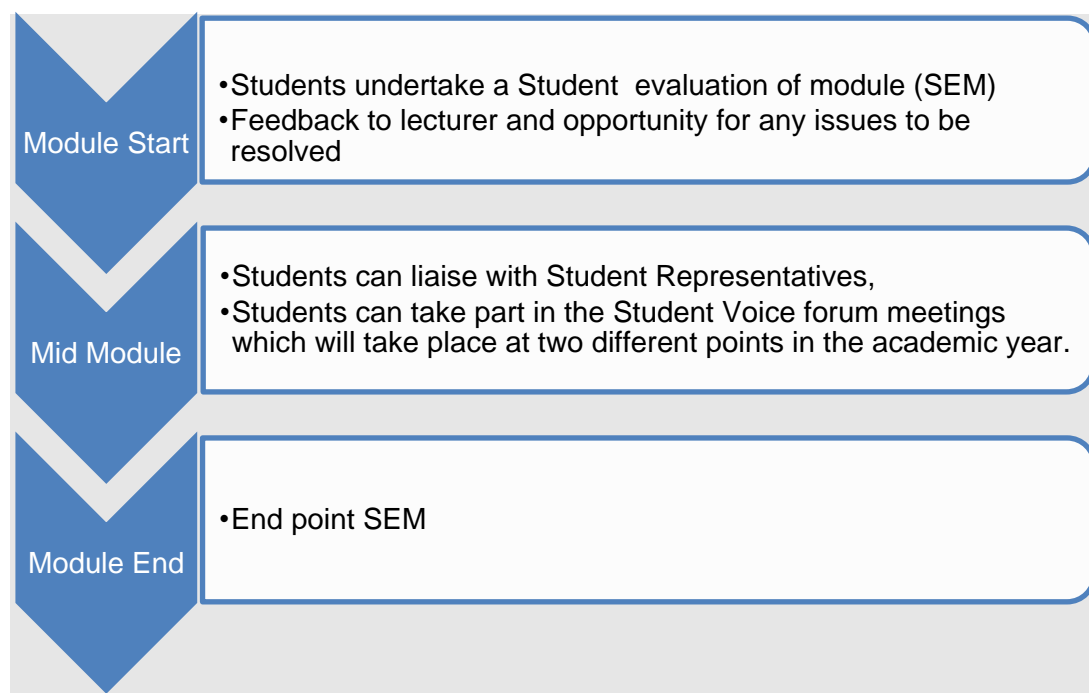 Module Start
•Students undertake a Student evaluation of module (SEM)
•Feedback to lecturer and opportunity for any issues to be
resolved
Mid Module
•Students can liaise with Student Representatives,
•Students can take part in the Student Voice forum meetings
which will take place at two different points in the academic year.
Module End
•End point SEM